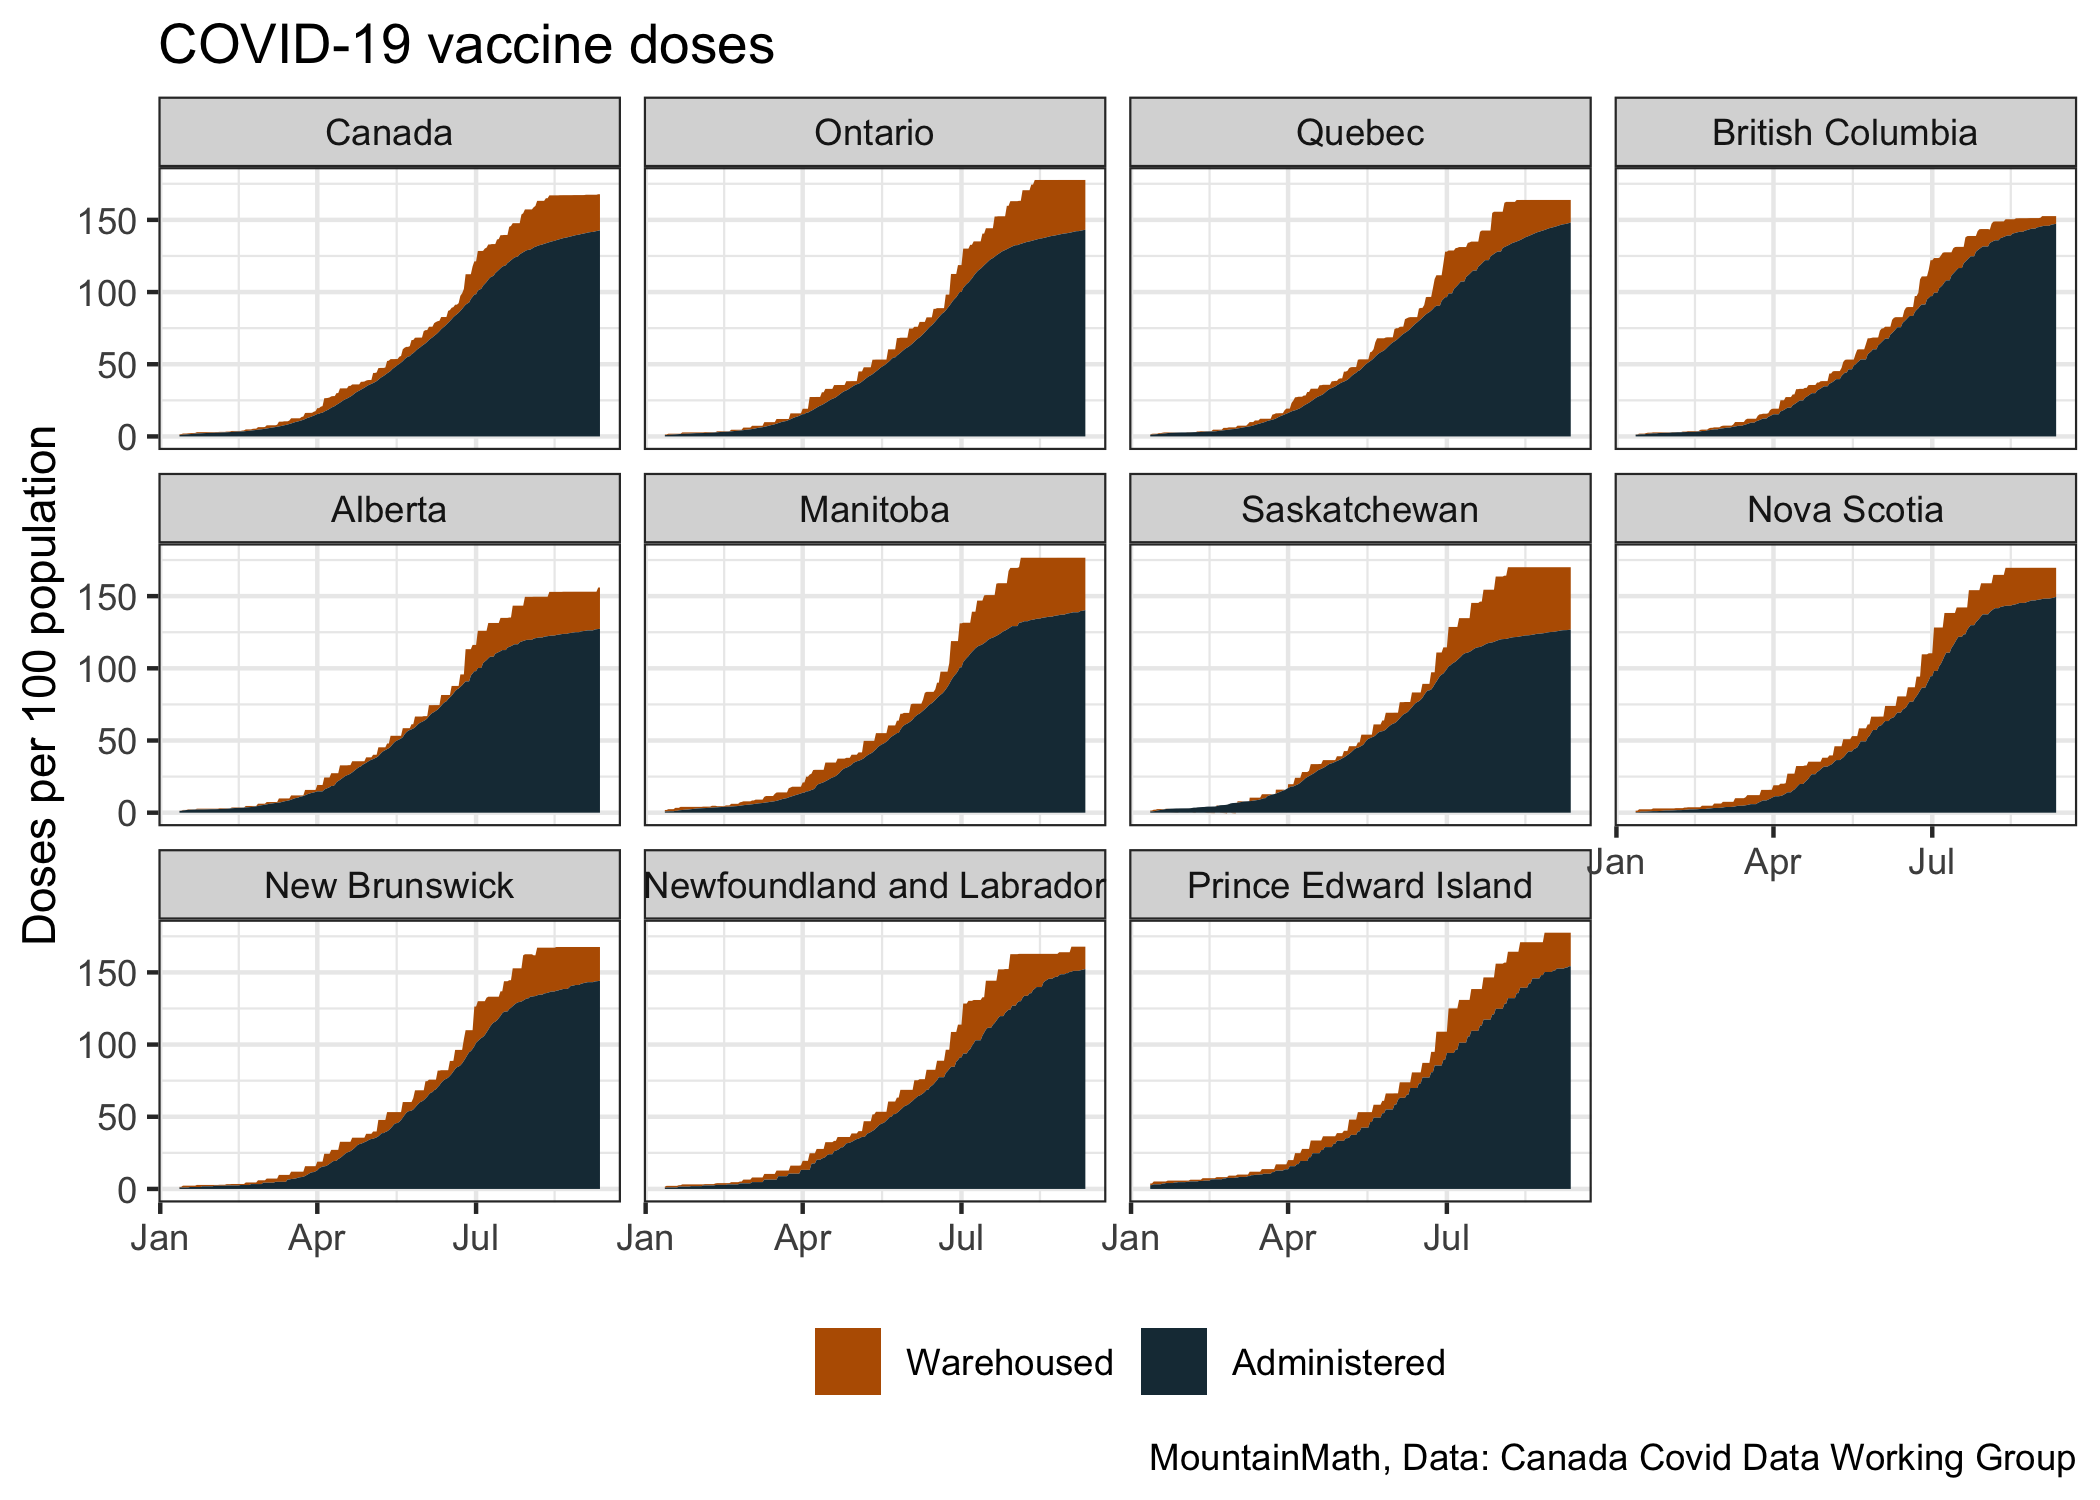 COVID-19 vaccine doses
Canada
Ontario
Quebec
British Columbia
150
100
50
0
Alberta
Manitoba
Saskatchewan
Nova Scotia
150
100
50
0
Jan Apr Jul
New Brunswick
Newfoundland and Labrador
Prince Edward Island
150
100
50
0
Jan Apr Jul
Jan Apr Jul
Jan Apr Jul
Doses per 100 population
Warehoused
Administered
MountainMath, Data: Canada Covid Data Working Group